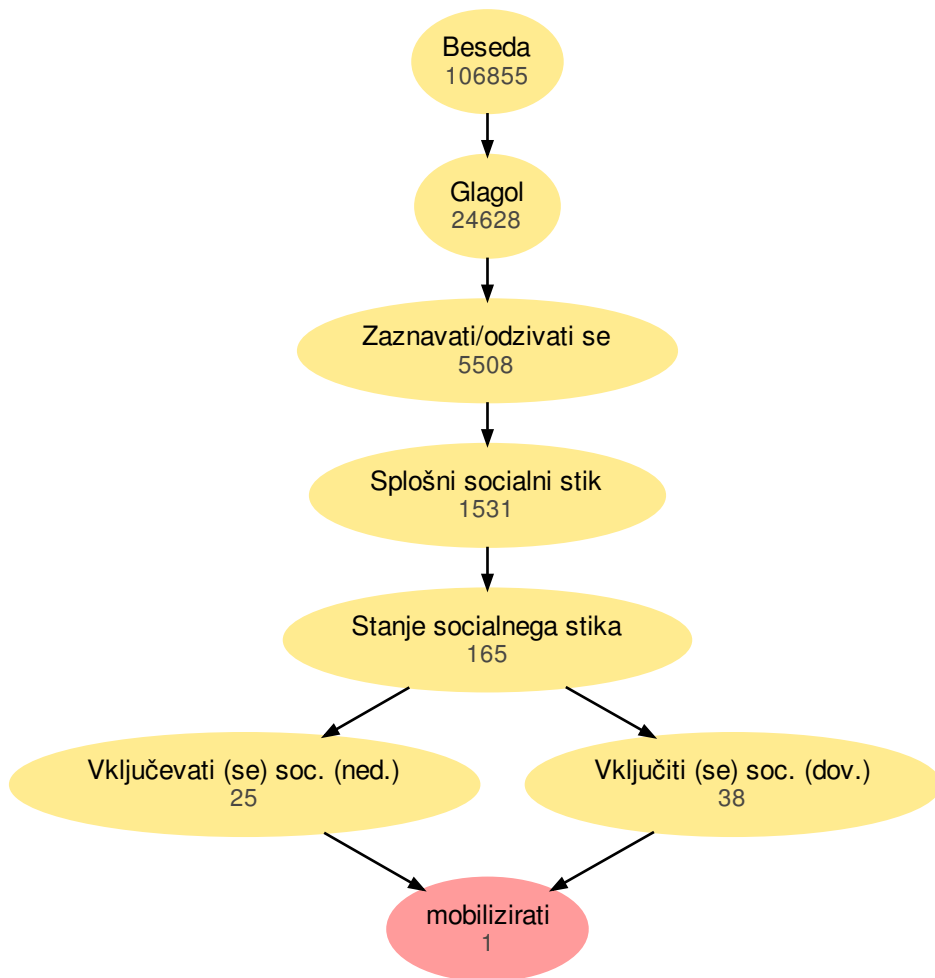 Beseda
106855
Glagol
24628
Zaznavati/odzivati se
5508
Splošni socialni stik
1531
Stanje socialnega stika
165
Vključevati (se) soc. (ned.)
25
Vključiti (se) soc. (dov.)
38
mobilizirati
1